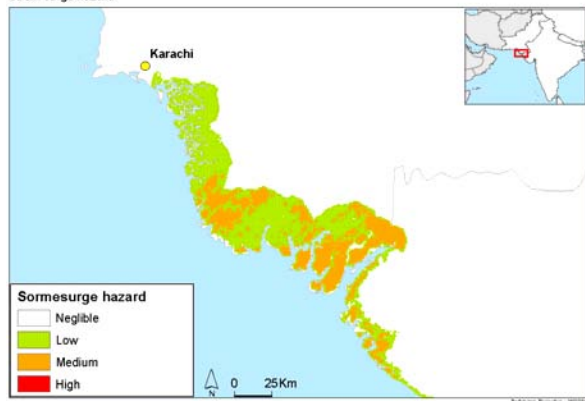 Karachi
Sormesurge hazard
Neglible
Low
Medium
High
N
0 25Km